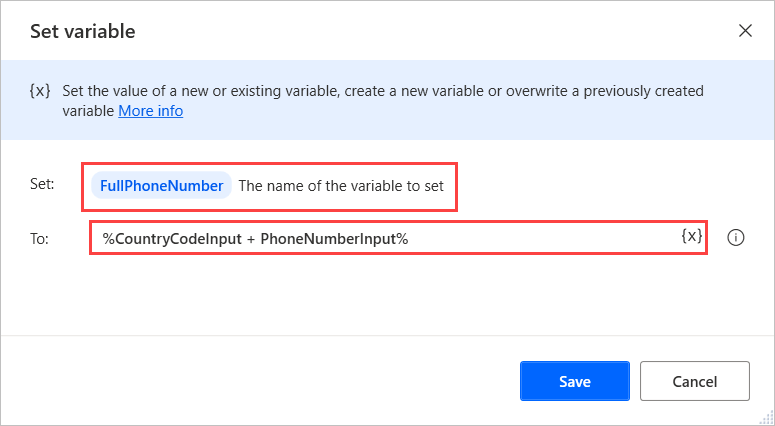 Set variable
{x} Set the value of a new or existing variable, create a new variable or overwrite a previously created
variable More info
Set: FullPhoneNumber The name of the variable to set
To: %CountryCodeInput + PhoneNumberInput% {x}
Save Cancel